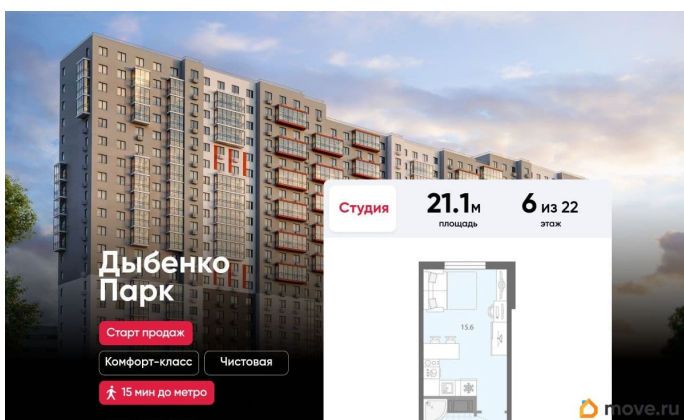 Студия
21.1м
площадь
6 из 22
этаж
Дыбенко
Парк
Старт продаж
Комфорт-класс
Чистовая
15 мин до метро
15.6
move.ru